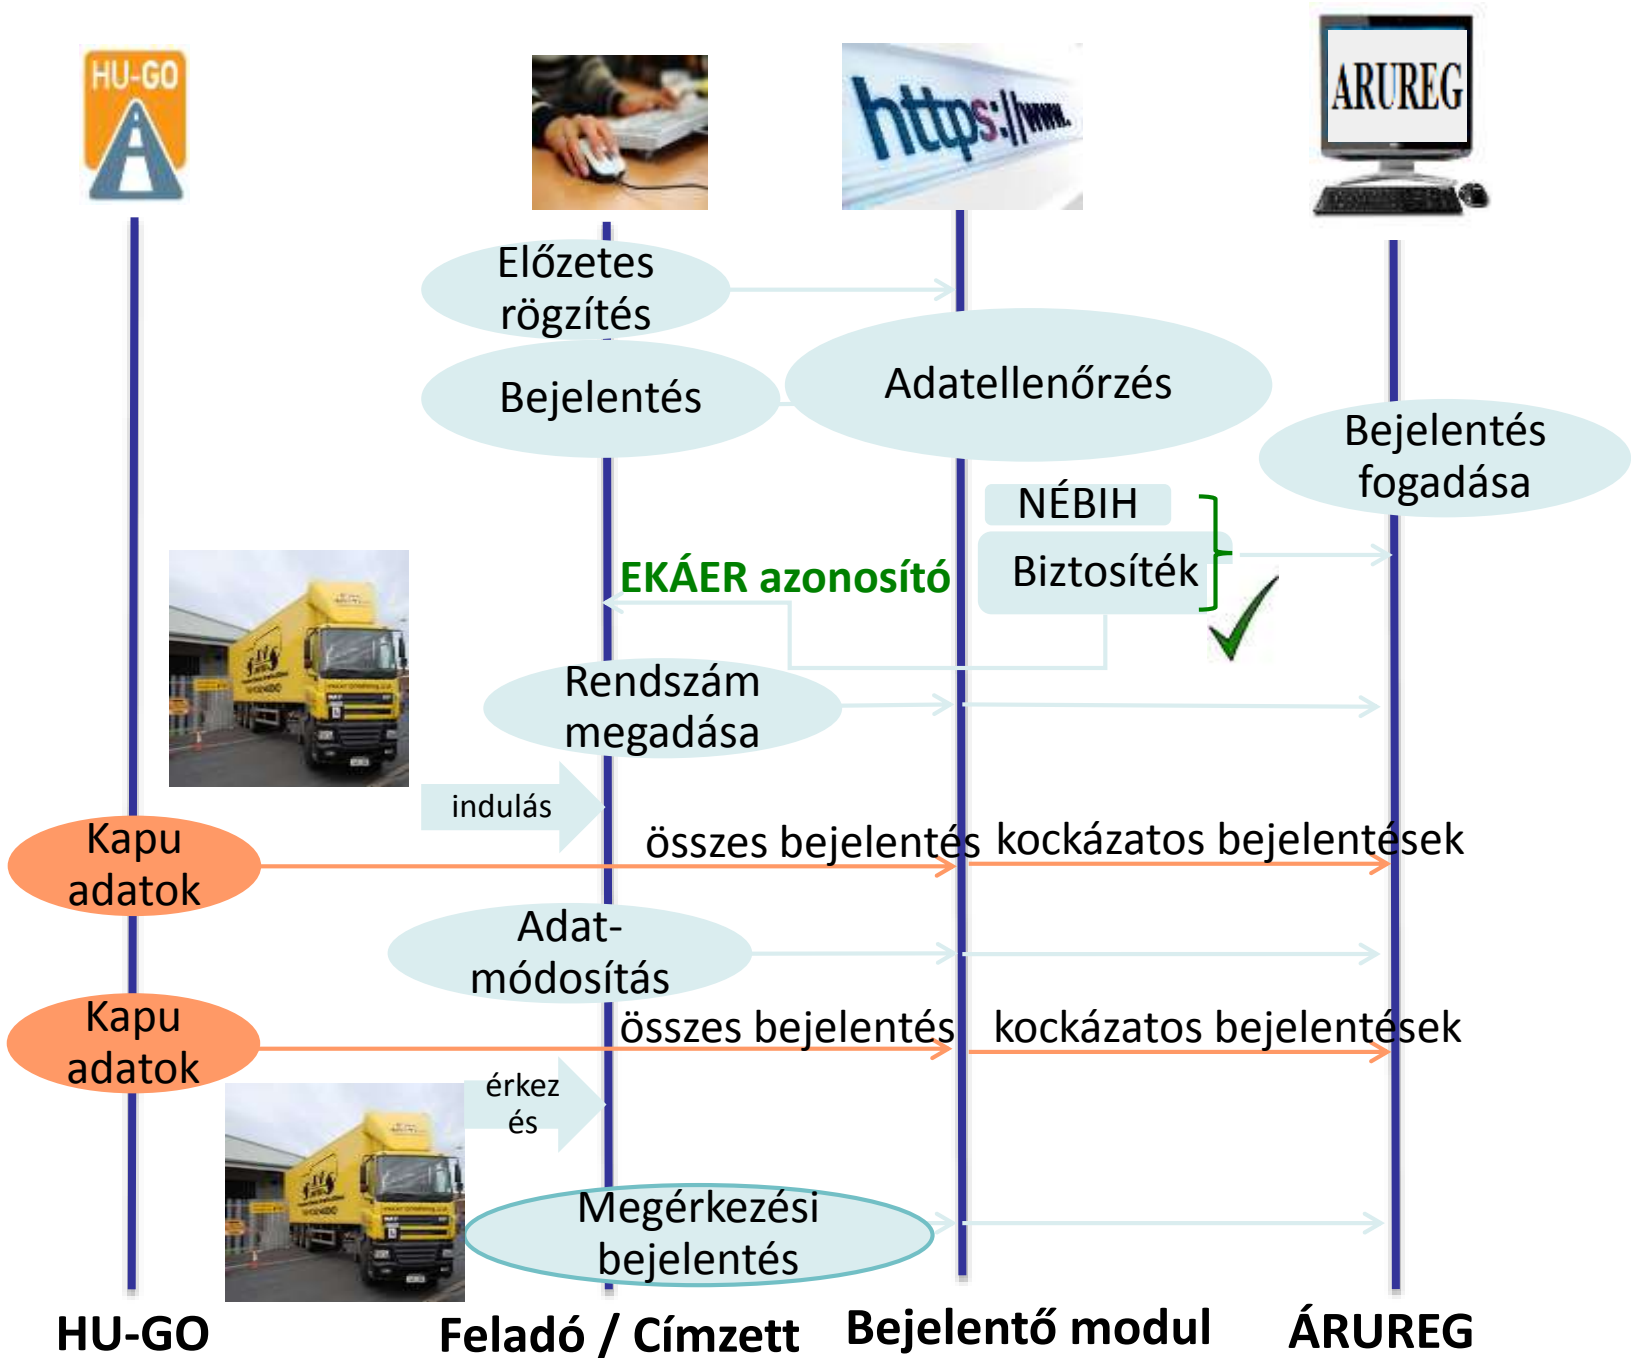 HU-GO
https://www.
ARUREG
Előzetes
rögzítés
Bejelentés
Adatellenőrzés
Bejelentés
fogadása
NÉBIH
Biztosíték
EKÁER azonosító
Rendszám
megadása
indulás
Kapu
adatok
összes bejelentés
kockázatos bejelentések
Adat-
módosítás
Kapu
adatok
összes bejelentés
kockázatos bejelentések
érkez
és
Megérkezési
bejelentés
HU-GO
Feladó / Címzett
Bejelentő modul
ÁRUREG